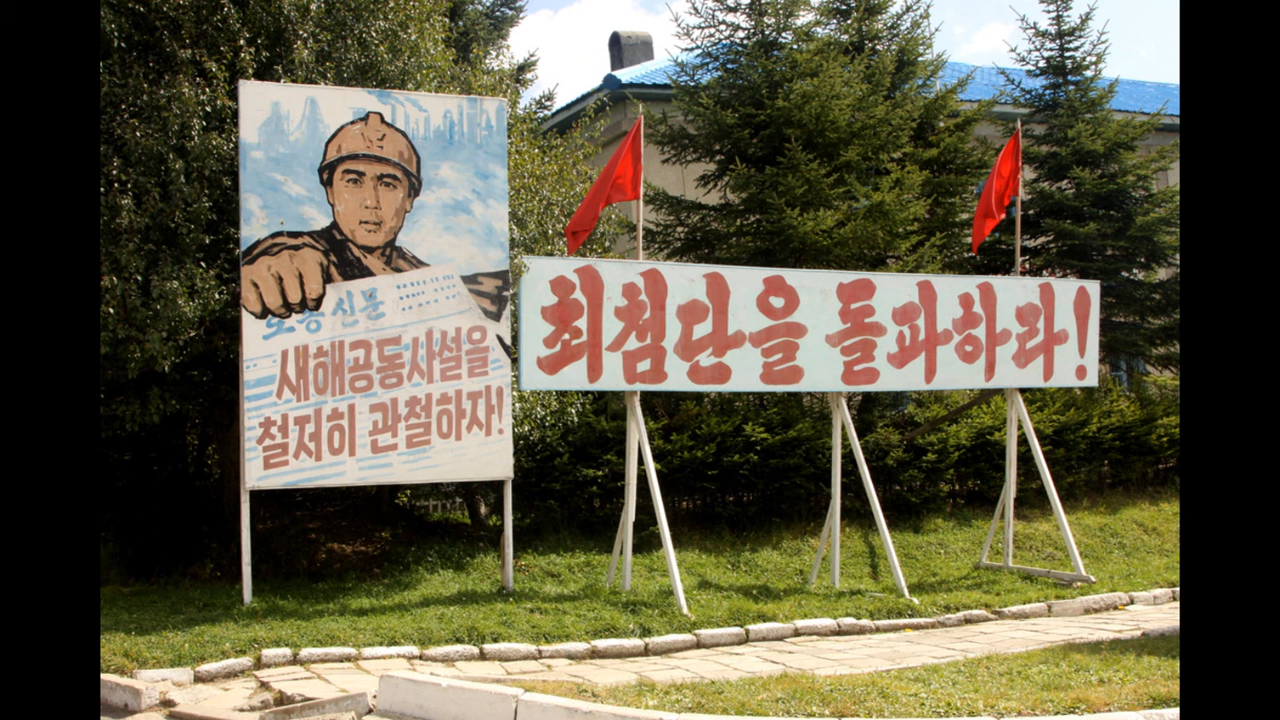 로동신문
새해공동사설을
철저히 관철하자!
최첨단을 돌파하라!